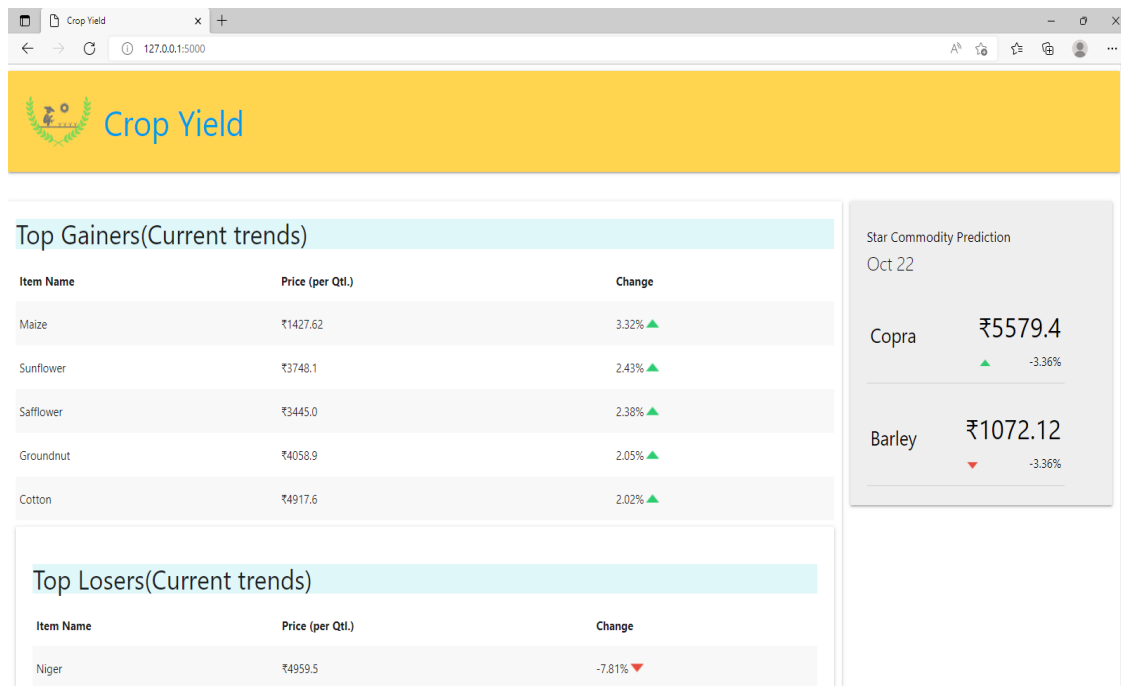 Crop Yield
127.0.0.1:5000
Crop Yield
Top Gainers(Current trends)
Item Name Price (per Qtl.) Change
Maize ₹1427.62 3.32%
Sunflower ₹3748.1 2.43%
Safflower ₹3445.0 2.38%
Groundnut ₹4058.9 2.05%
Cotton ₹4917.6 2.02%
Top Losers(Current trends)
Item Name Price (per Qtl.) Change
Niger ₹4959.5 -7.81%
Star Commodity Prediction
Oct 22
Copra ₹5579.4
-3.36%
Barley ₹1072.12
-3.36%